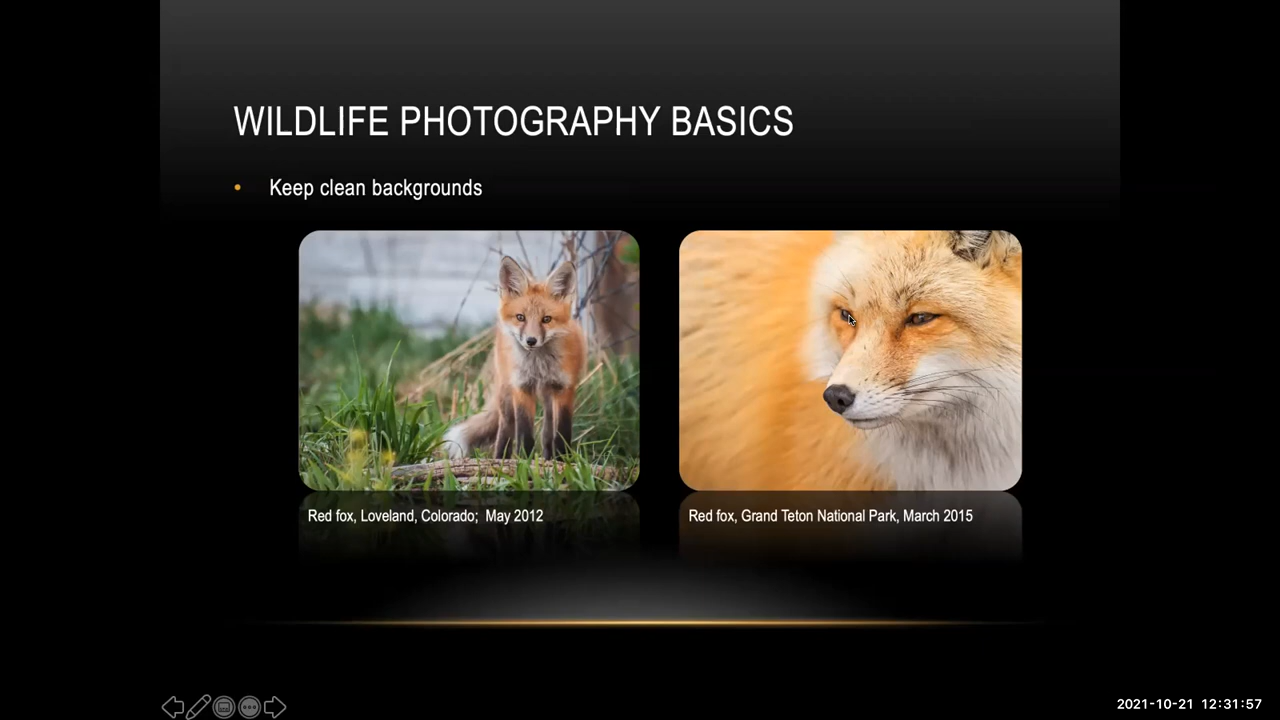 WILDLIFE PHOTOGRAPHY BASICS
• Keep clean backgrounds
Red fox, Loveland, Colorado;  May 2012
Red fox, Grand Teton National Park, March 2015
2021-10-21 12:31:57